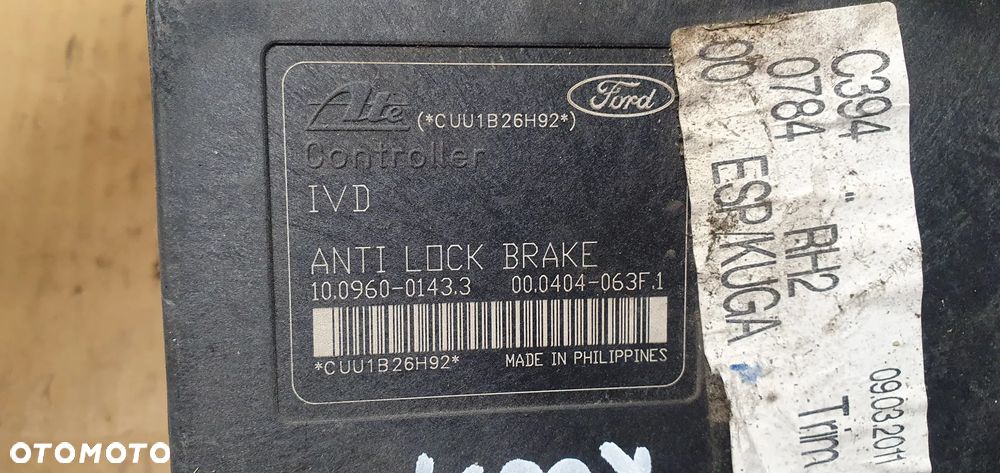 Ate
(*CUU1B26H92*)
Ford
Controller
IVD
ANTI LOCK BRAKE
10.0960-0143.3 00.0404-063F.1
*CUU1B26H92*
MADE IN PHILIPPINES
C394 " RH2
0784
00 ESP/KUGA
Trim
09.03.201
OTOMOTO